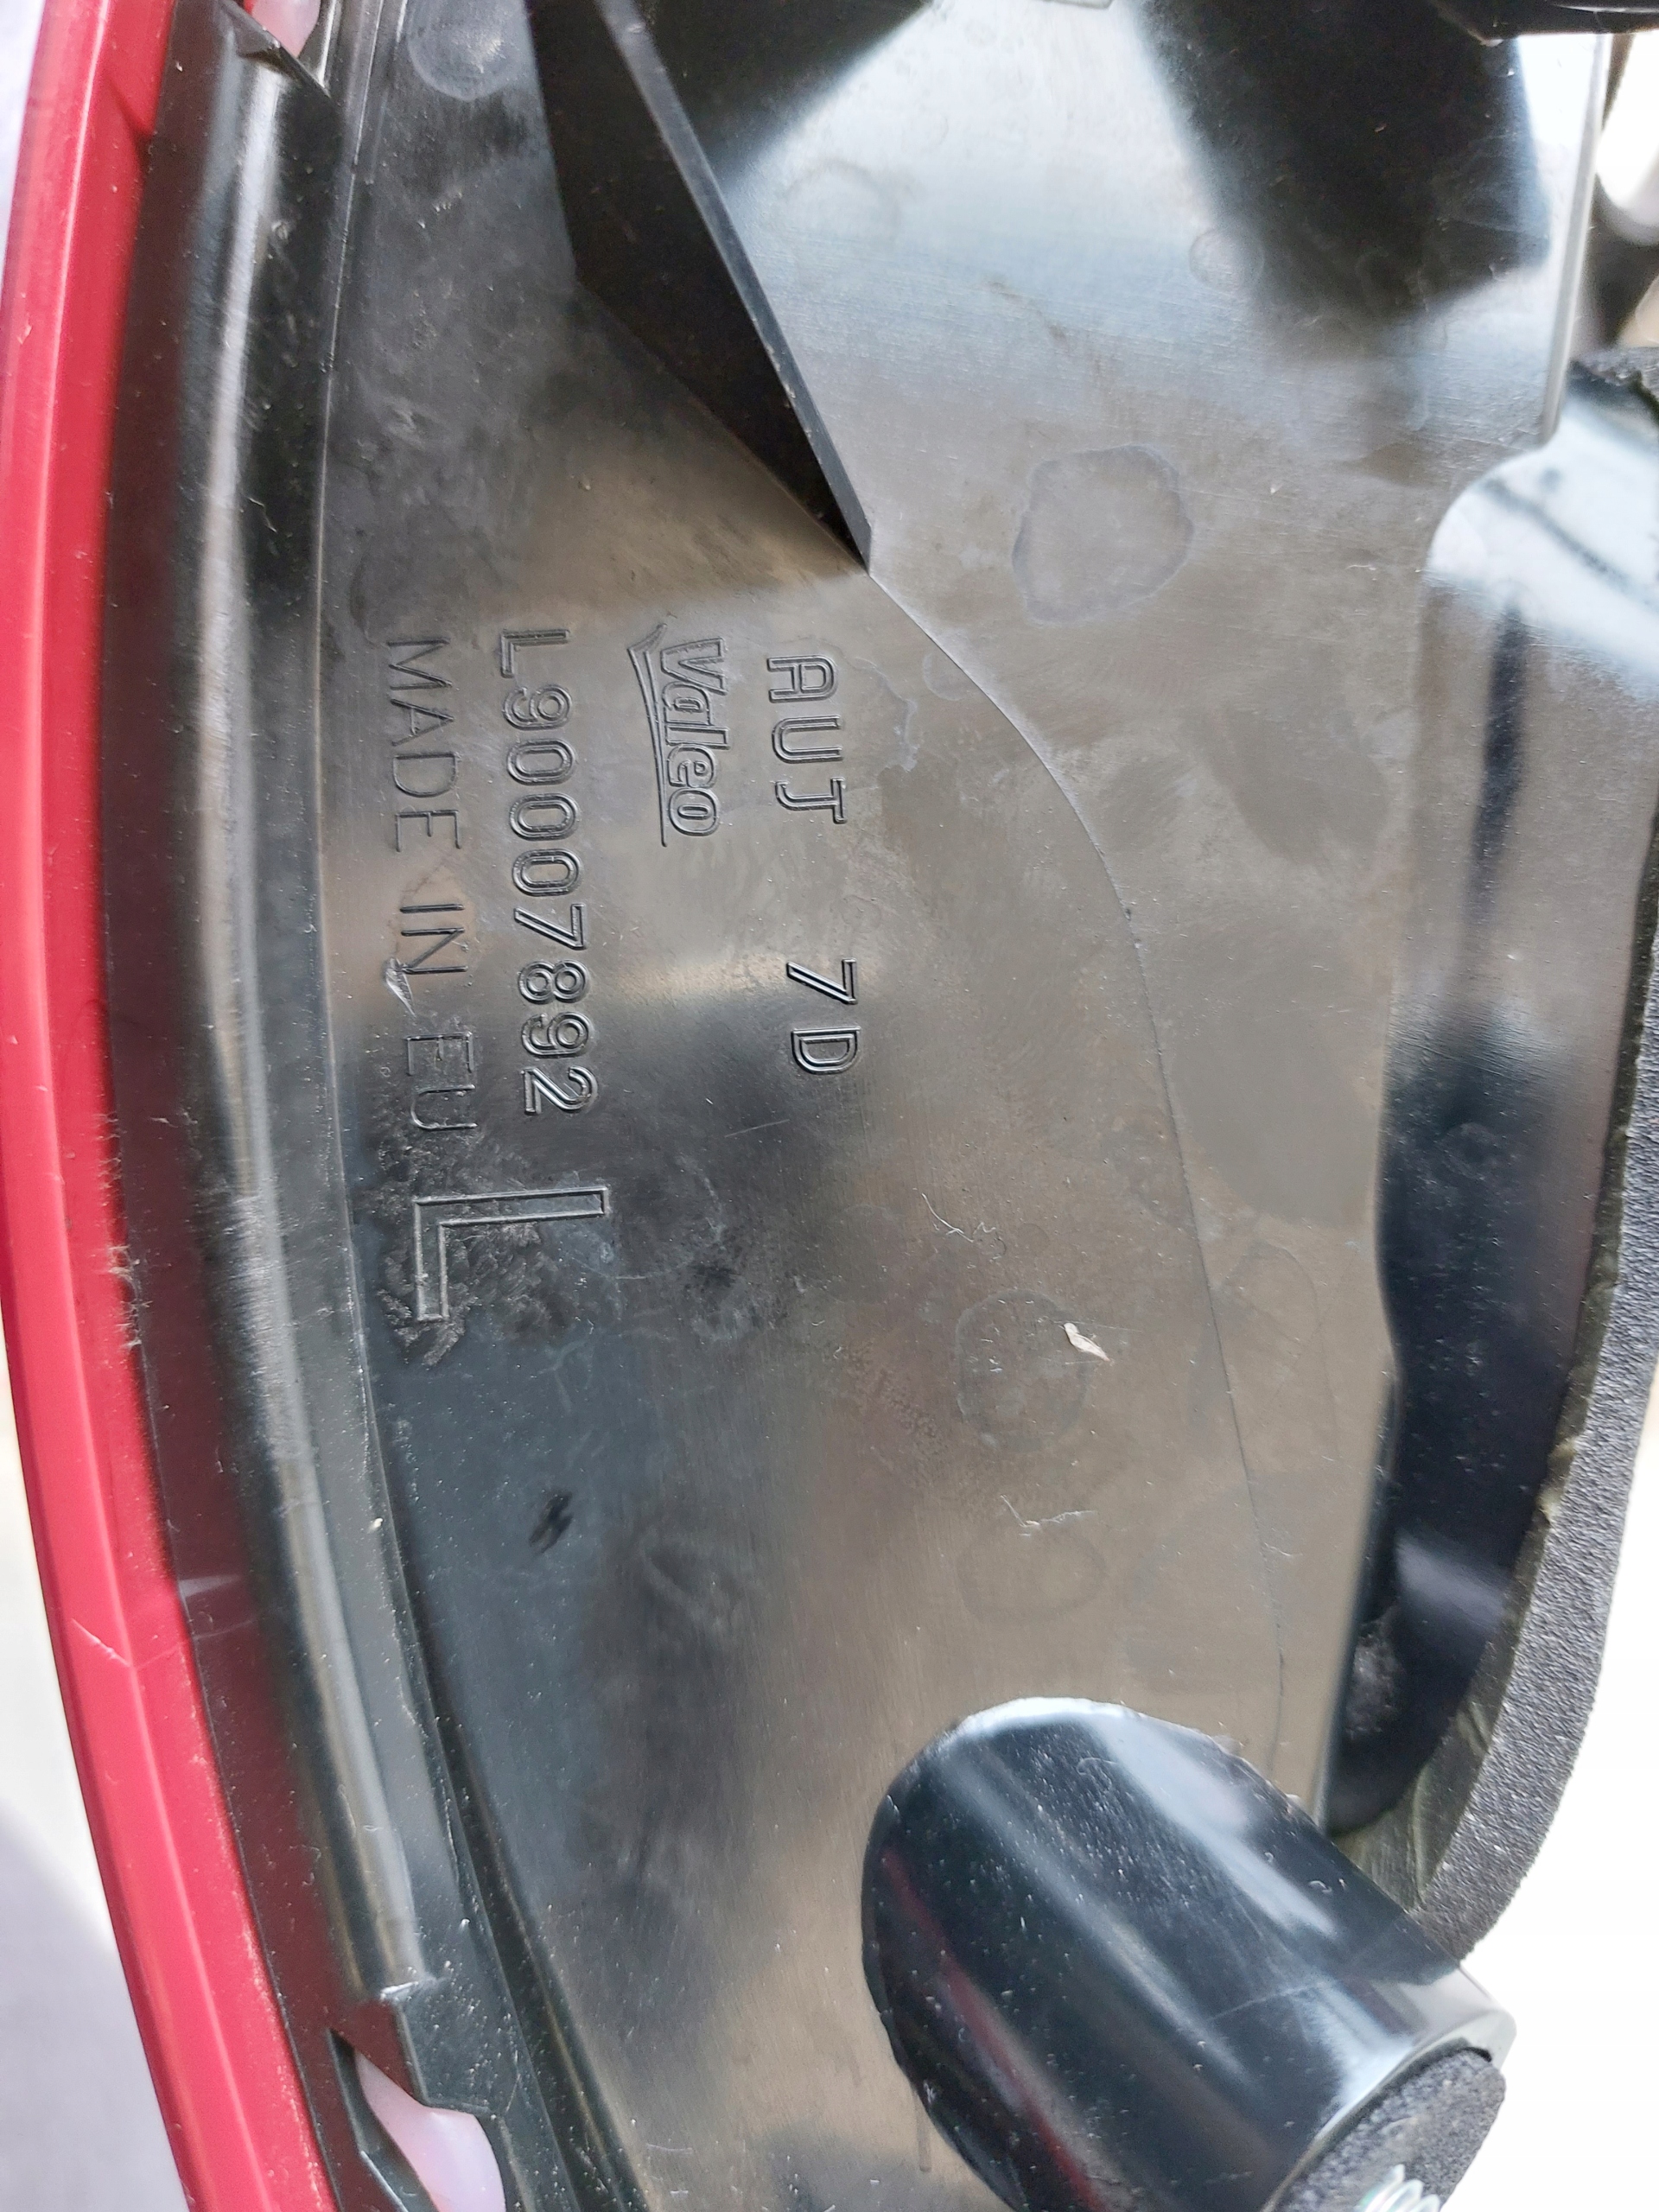 AUJ 7D
Valeo
L90007892
MADE IN EU
L